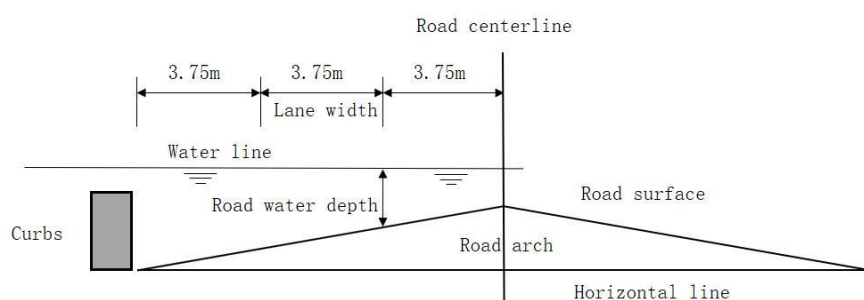 Road centerline
3.75m 3.75m 3.75m
Lane width
Water line
Road water depth
Road surface
Curbs
Road arch
Horizontal line